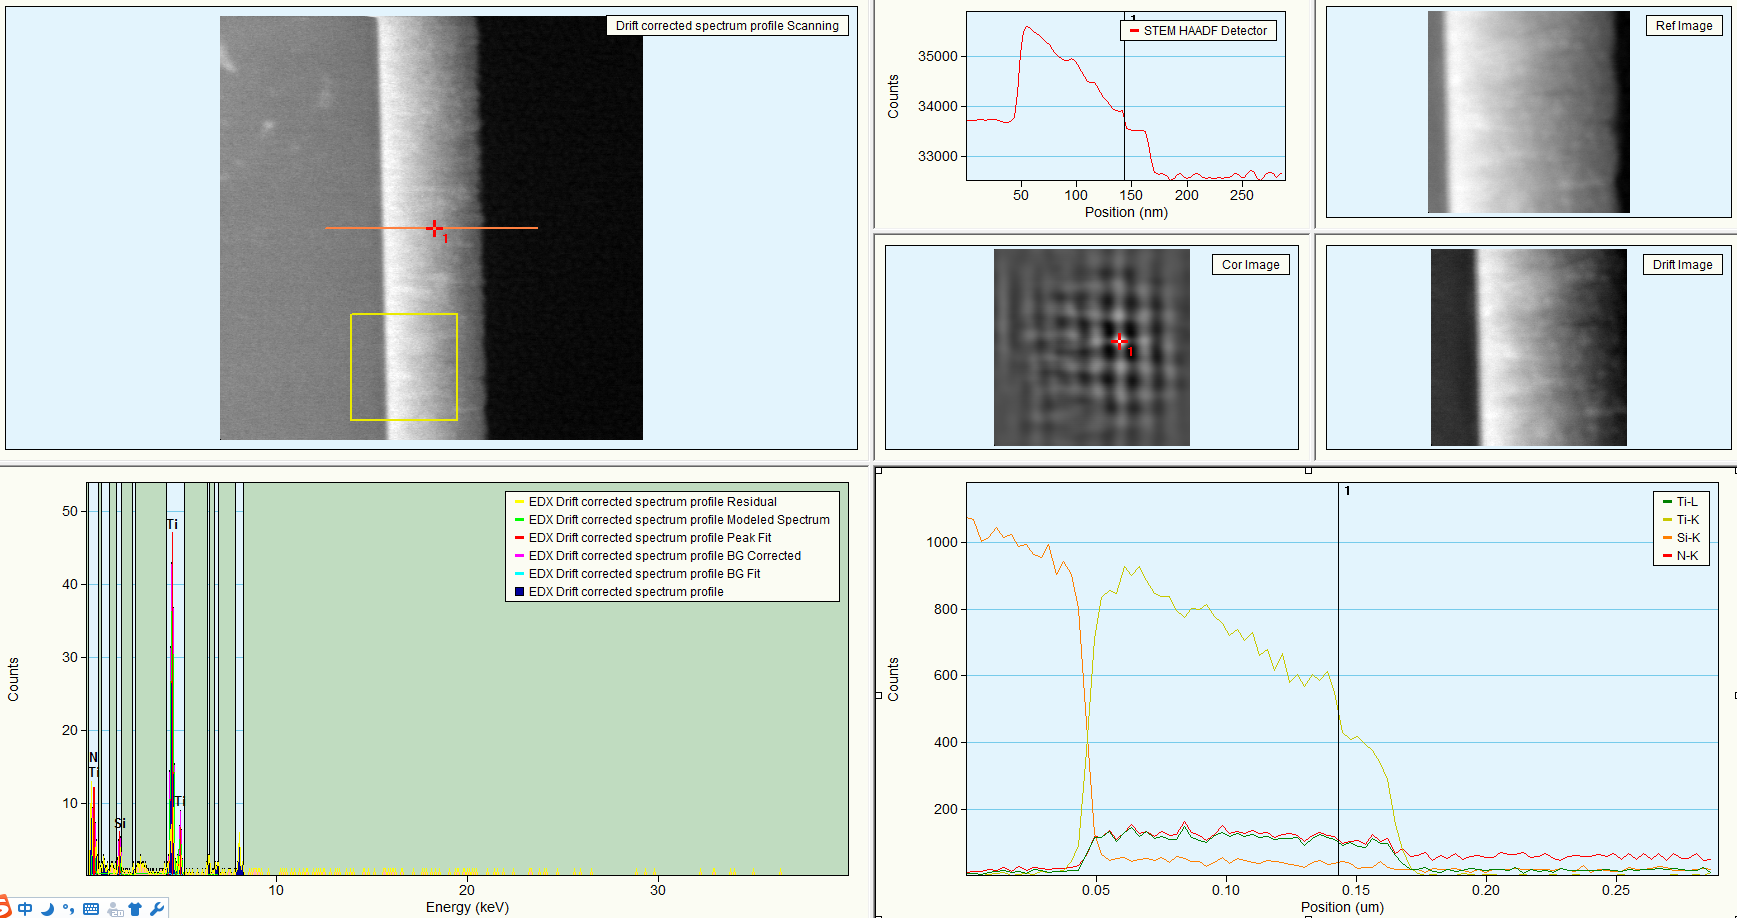 Drift corrected spectrum profile Scanning
1
1
STEM HAADF Detector
35000
34000
33000
Counts
50
100
150
200
250
Position (nm)
Ref Image
Cor Image
1
Drift Image
EDX Drift corrected spectrum profile Residual
EDX Drift corrected spectrum profile Modeled Spectrum
EDX Drift corrected spectrum profile Peak Fit
EDX Drift corrected spectrum profile BG Corrected
EDX Drift corrected spectrum profile BG Fit
EDX Drift corrected spectrum profile
50
40
30
20
10
Counts
Ti
N
Ti
Si
Ti
10
20
30
Energy (keV)
1
Ti-L
Ti-K
Si-K
N-K
1000
800
600
400
200
Counts
0.05
0.10
0.15
0.20
0.25
Position (um)
中